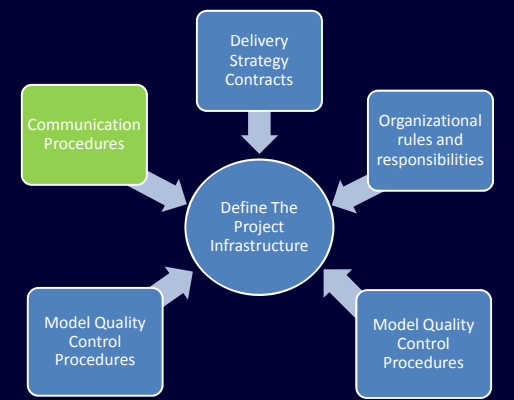 Delivery
Strategy
Contracts
Communication
Procedures
Organizational
rules and
responsibilities
Define The
Project
Infrastructure
Model Quality
Control
Procedures
Model Quality
Control
Procedures